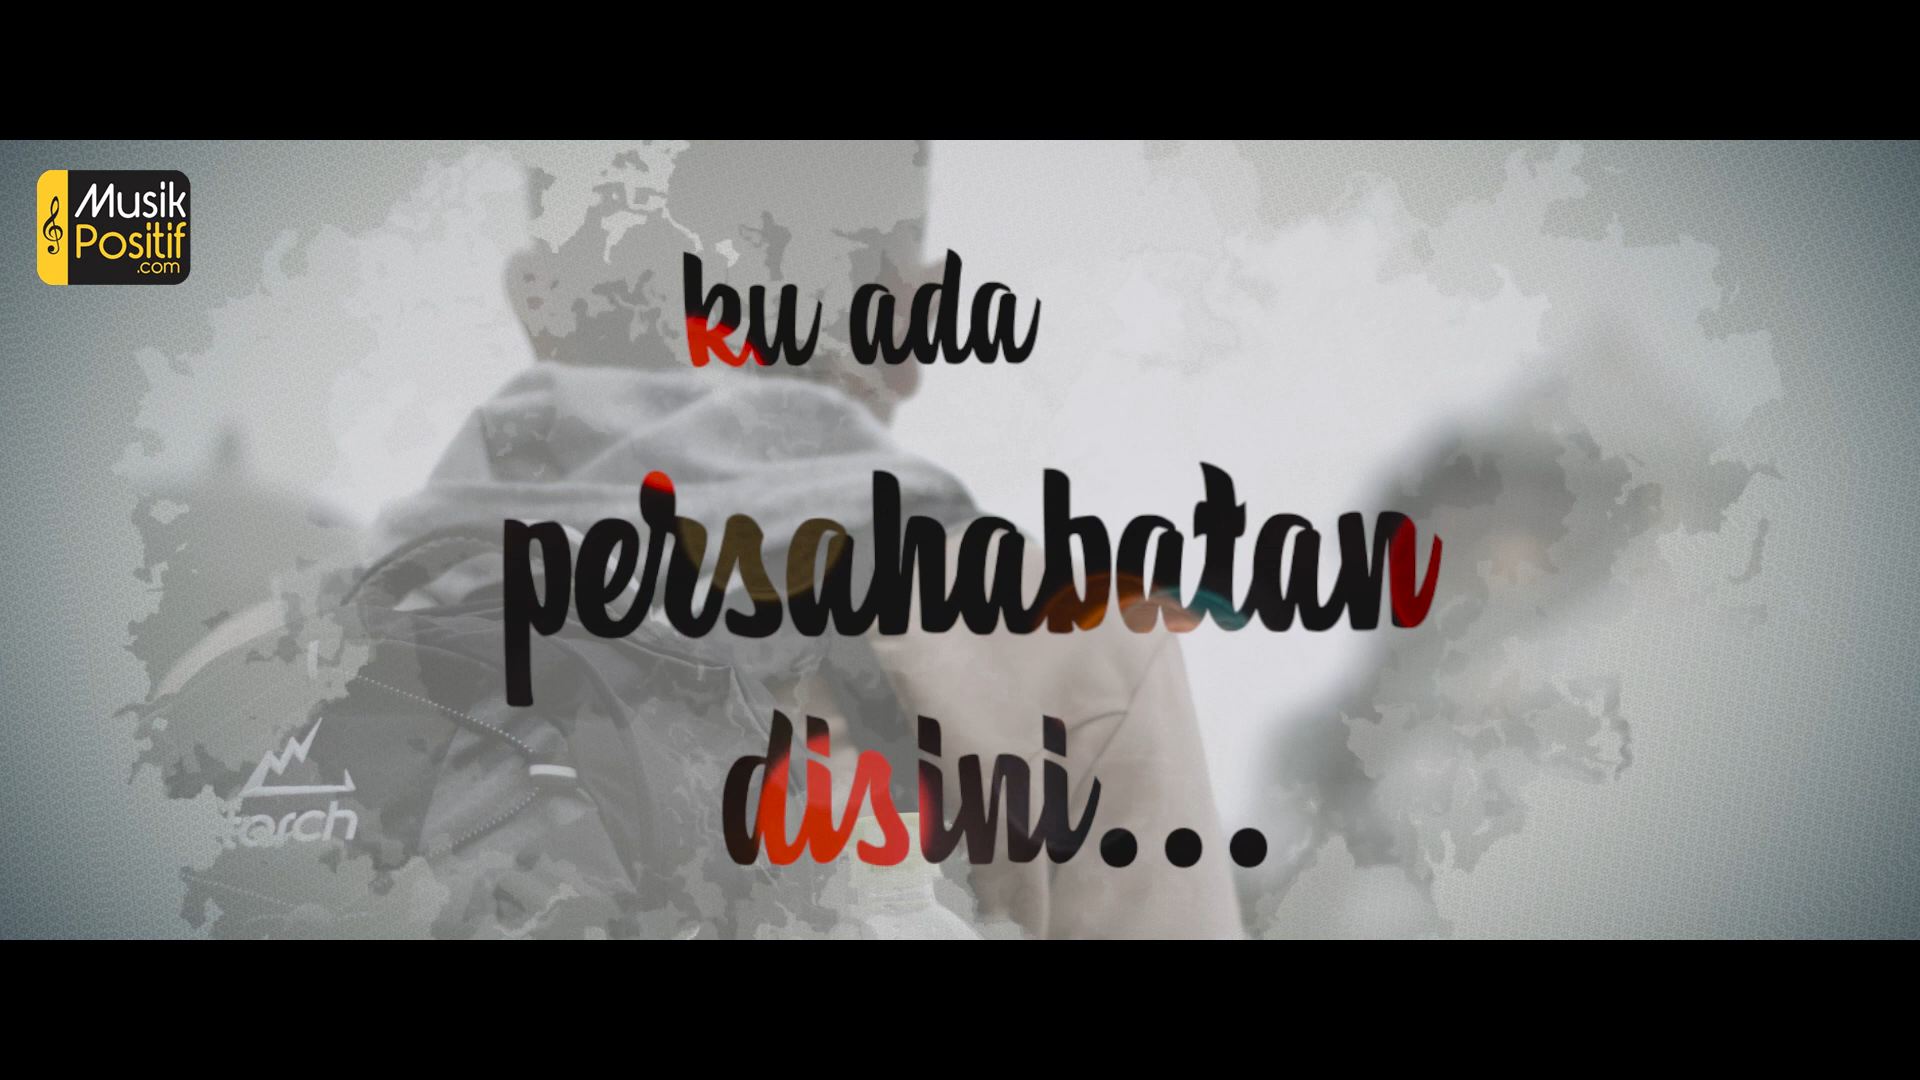 Musik
Positif
.com
ku ada
persahabatan
disini...
torch